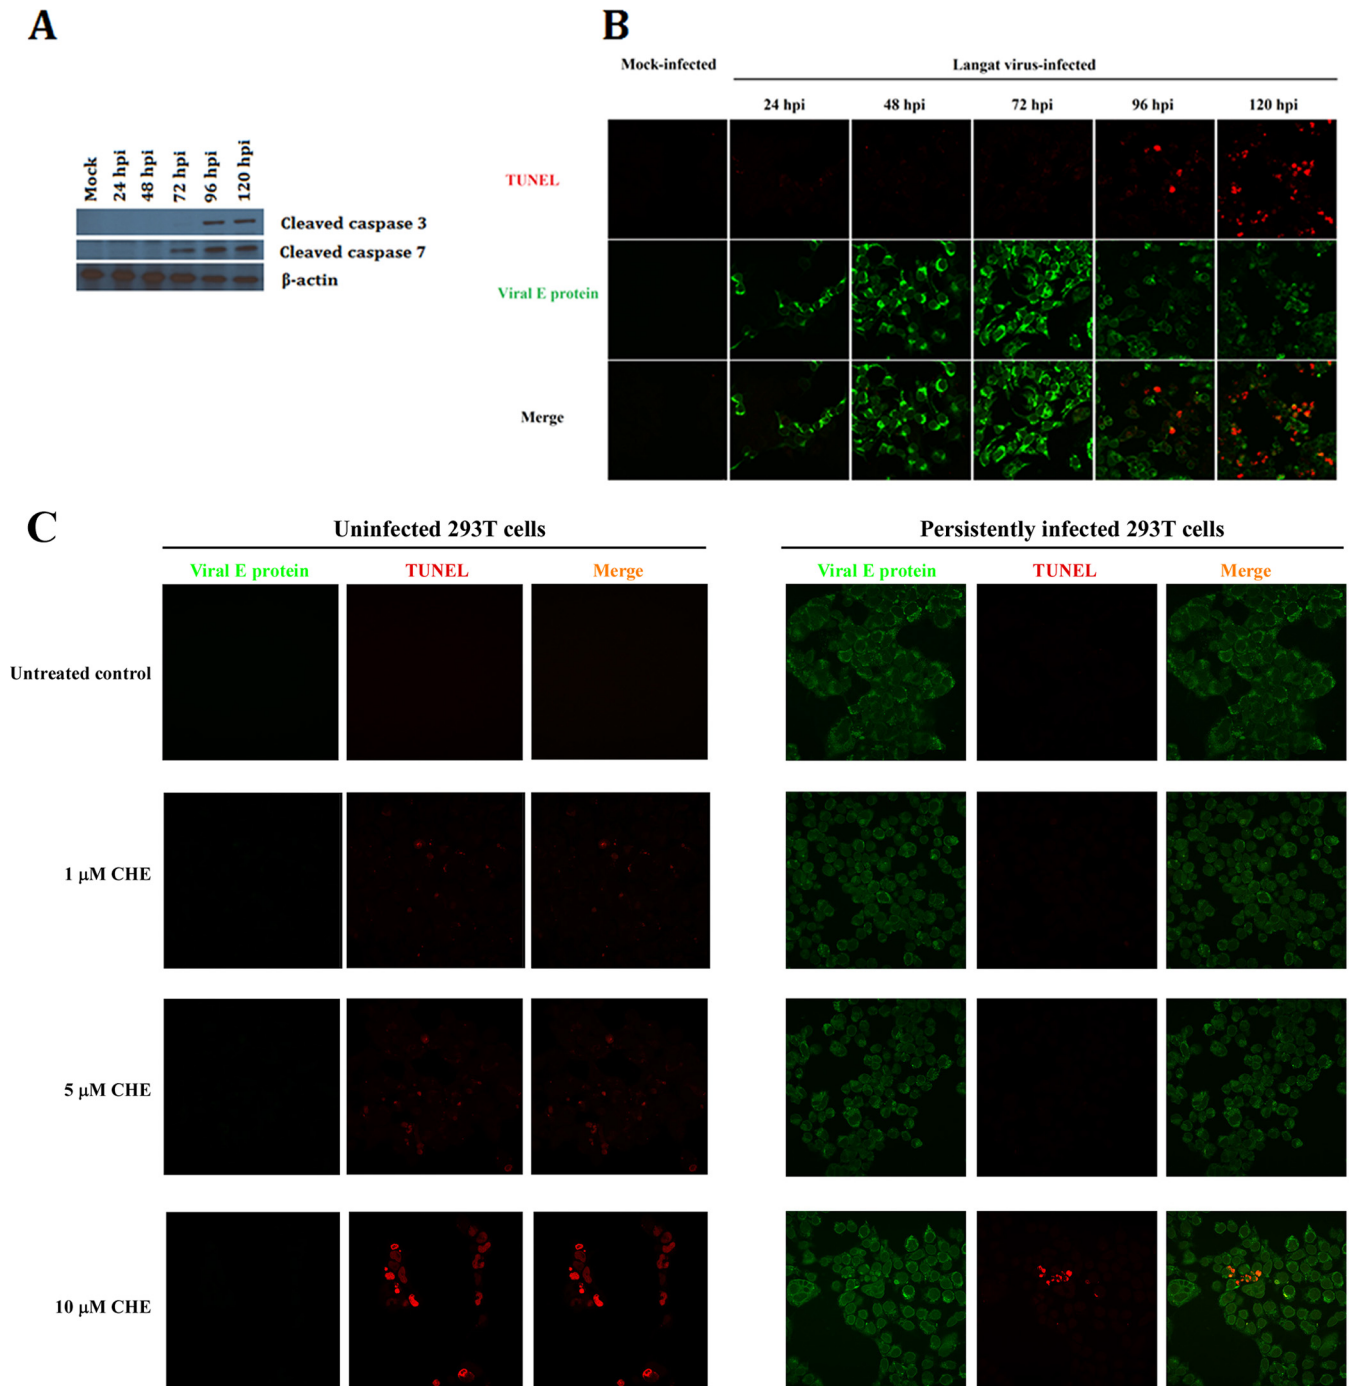 A
Mock
24 hpi
48 hpi
72 hpi
96 hpi
120 hpi
Cleaved caspase 3
Cleaved caspase 7
β-actin
B
Mock-infected
Langat virus-infected
24 hpi
48 hpi
72 hpi
96 hpi
120 hpi
TUNEL
Viral E protein
Merge
C
Uninfected 293T cells
Persistently infected 293T cells
Viral E protein
TUNEL
Merge
Viral E protein
TUNEL
Merge
Untreated control
1 µM CHE
5 µM CHE
10 µM CHE